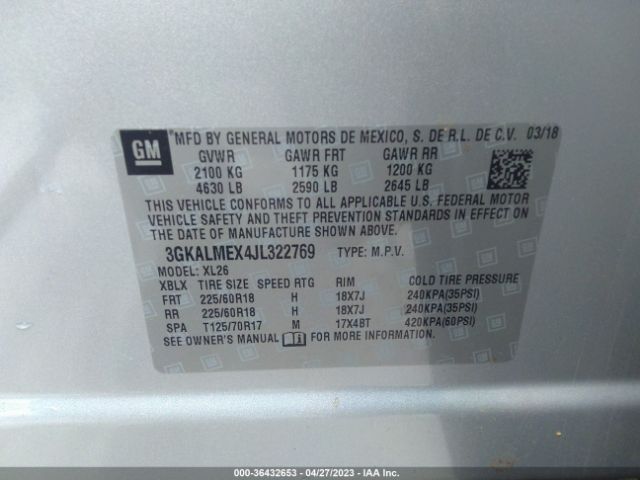 GM
*MFD BY GENERAL MOTORS DE MEXICO, S. DE R.L. DE C.V. 03/18
GVWR GAWR FRT GAWR RR
2100 KG 1175 KG 1200 KG
4630 LB 2590 LB 2645 LB
THIS VEHICLE CONFORMS TO ALL APPLICABLE U.S. FEDERAL MOTOR
VEHICLE SAFETY AND THEFT PREVENTION STANDARDS IN EFFECT ON
THE DATE OF MANUFACTURE SHOWN ABOVE.
3GKALMEX4JL322769 TYPE: M.P.V.
MODEL: XL26
XBLX TIRE SIZE SPEED RTG RIM COLD TIRE PRESSURE
FRT 225/60R18 H 18X7J 240KPA(35PSI)
RR 225/60R18 H 18X7J 240KPA(35PSI)
SPA T125/70R17 M 17X4BT 420KPA(60PSI)
SEE OWNER'S MANUAL FOR MORE INFORMATION.
000-36432653 - 04/27/2023 - IAA Inc.